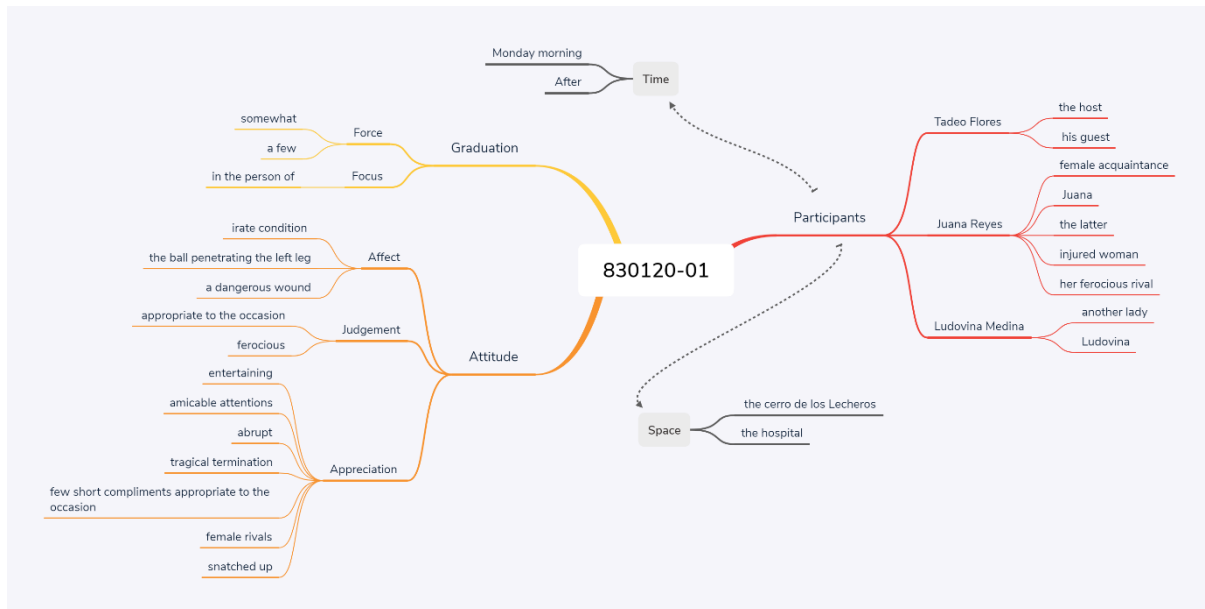 830120-01
Time
Monday morning
After
Graduation
Force
somewhat
a few
Focus
in the person of
Attitude
Affect
irate condition
the ball penetrating the left leg
a dangerous wound
Judgement
appropriate to the occasion
ferocious
Appreciation
entertaining
amicable attentions
abrupt
tragical termination
few short compliments appropriate to the
occasion
female rivals
snatched up
Participants
Tadeo Flores
the host
his guest
Juana Reyes
female acquaintance
Juana
the latter
injured woman
her ferocious rival
Ludovina Medina
another lady
Ludovina
Space
the cerro de los Lecheros
the hospital